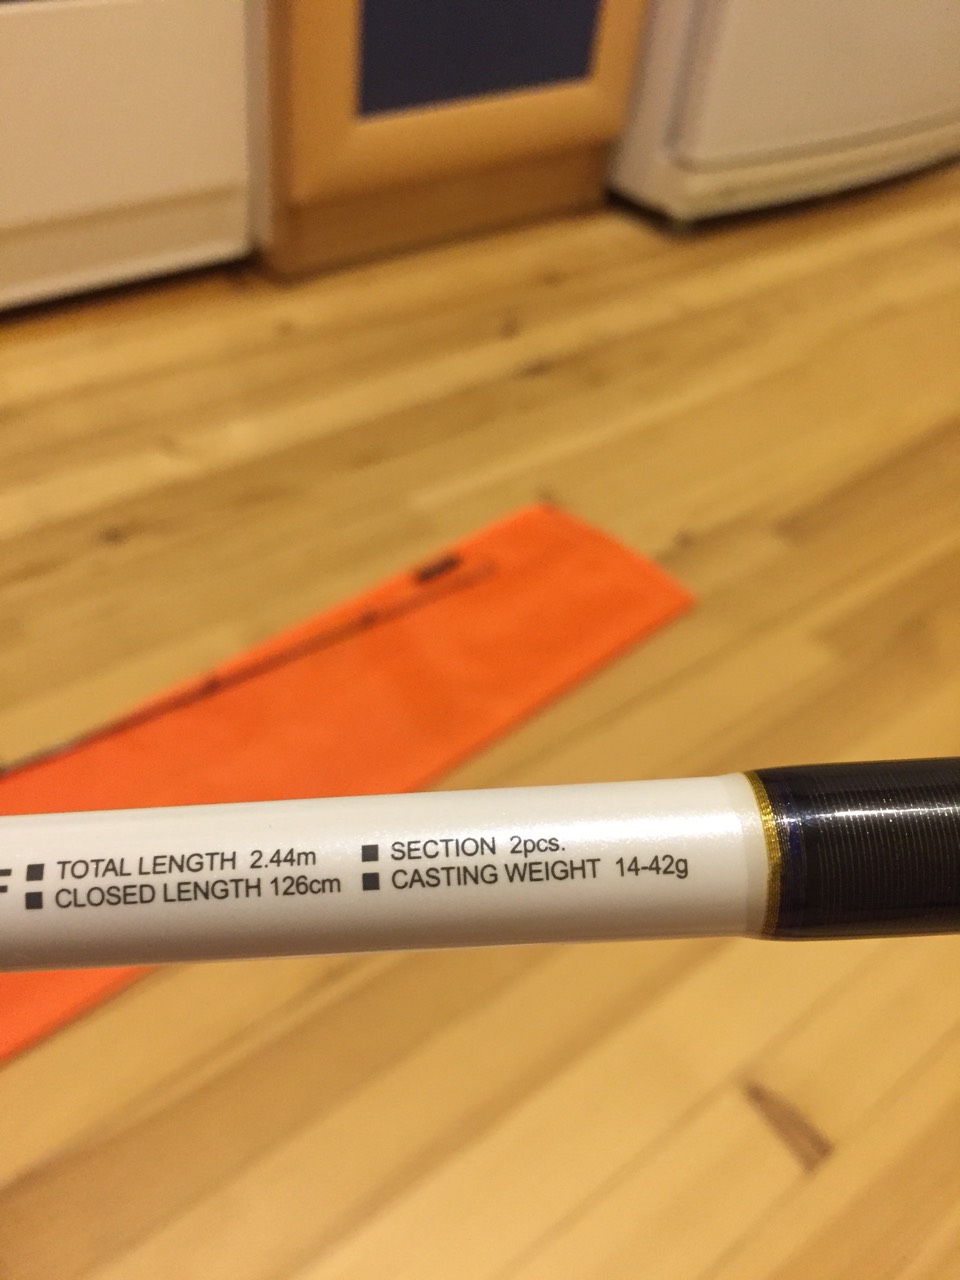 F ■ TOTAL LENGTH 2.44m ■ SECTION 2pcs.
■ CLOSED LENGTH 126cm ■ CASTING WEIGHT 14-42g